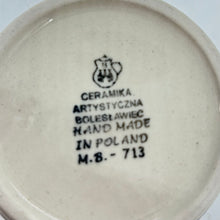 CERAMIKA
ARTYSTYCZNA
BOLESŁAWIEC
HAND MADE
IN POLAND
M.B.- 713